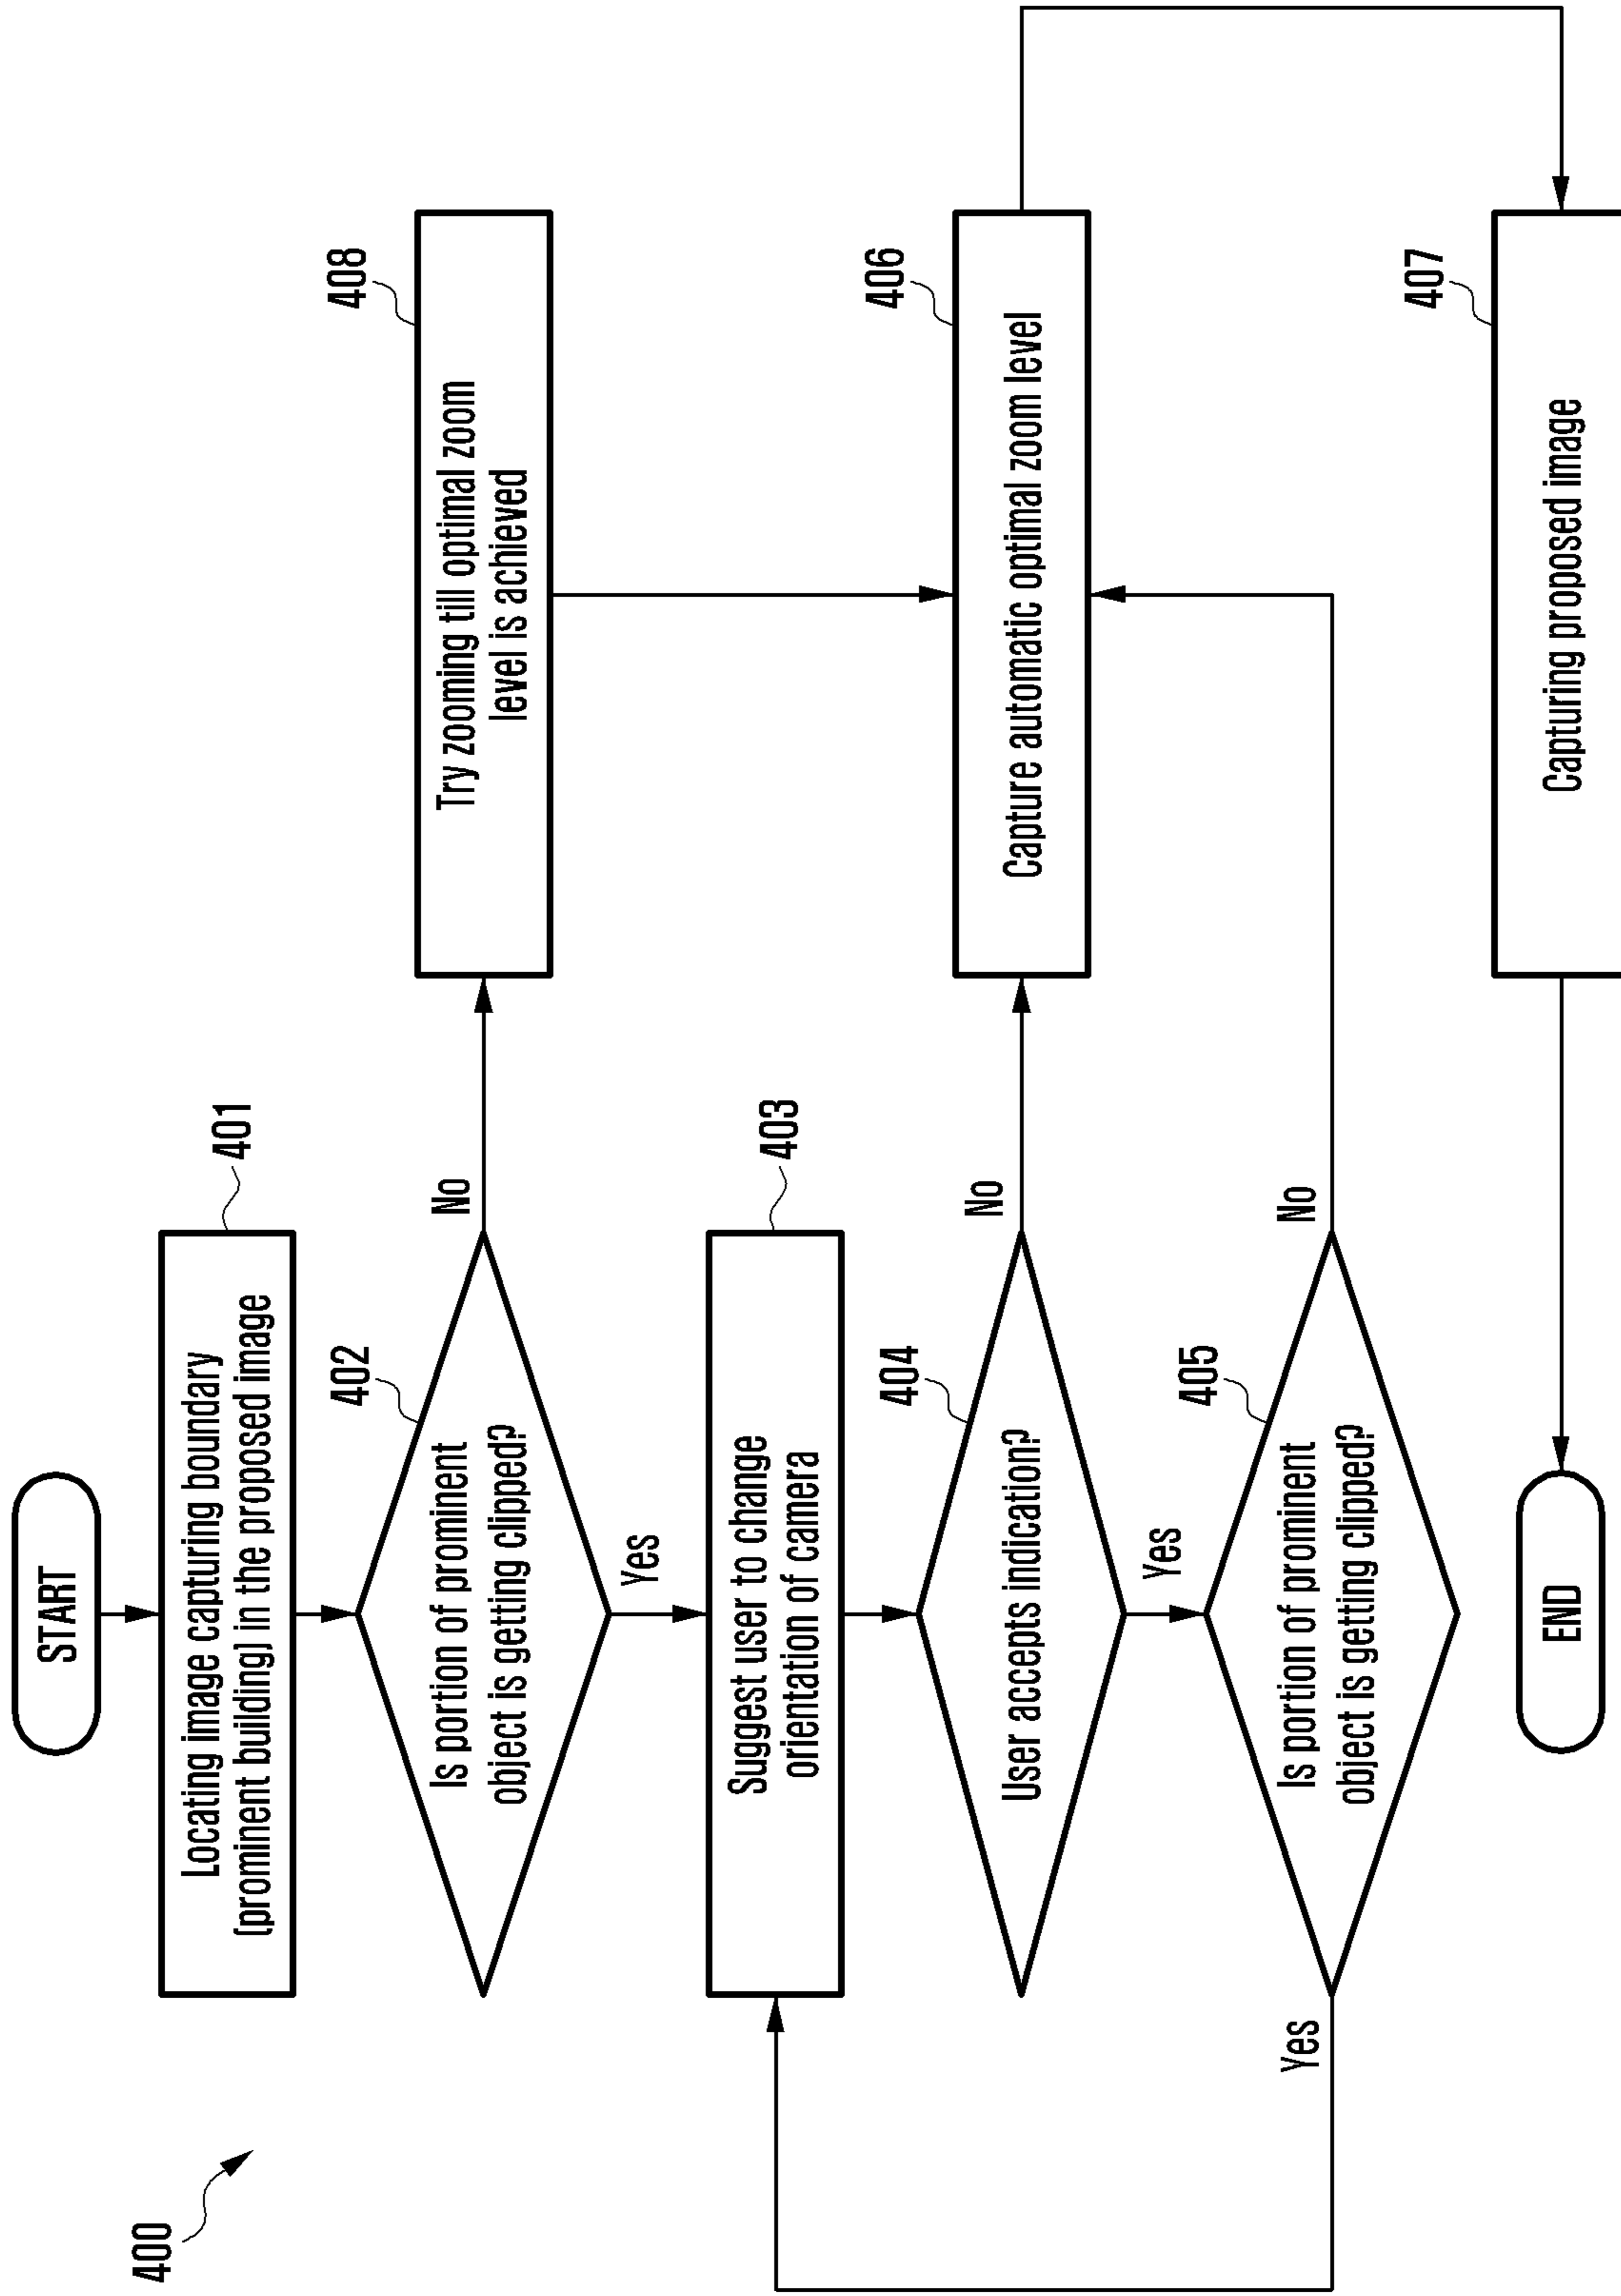 400
START
401
Locating image capturing boundary
(prominent building) in the proposed image
402
Is portion of prominent
object is getting clipped?
No
408
Try zooming till optimal zoom
level is achieved
Yes
403
Suggest user to change
orientation of camera
404
User accepts indication?
No
406
Capture automatic optimal zoom level
Yes
405
Is portion of prominent
object is getting clipped?
Yes
No
407
Capturing proposed image
END